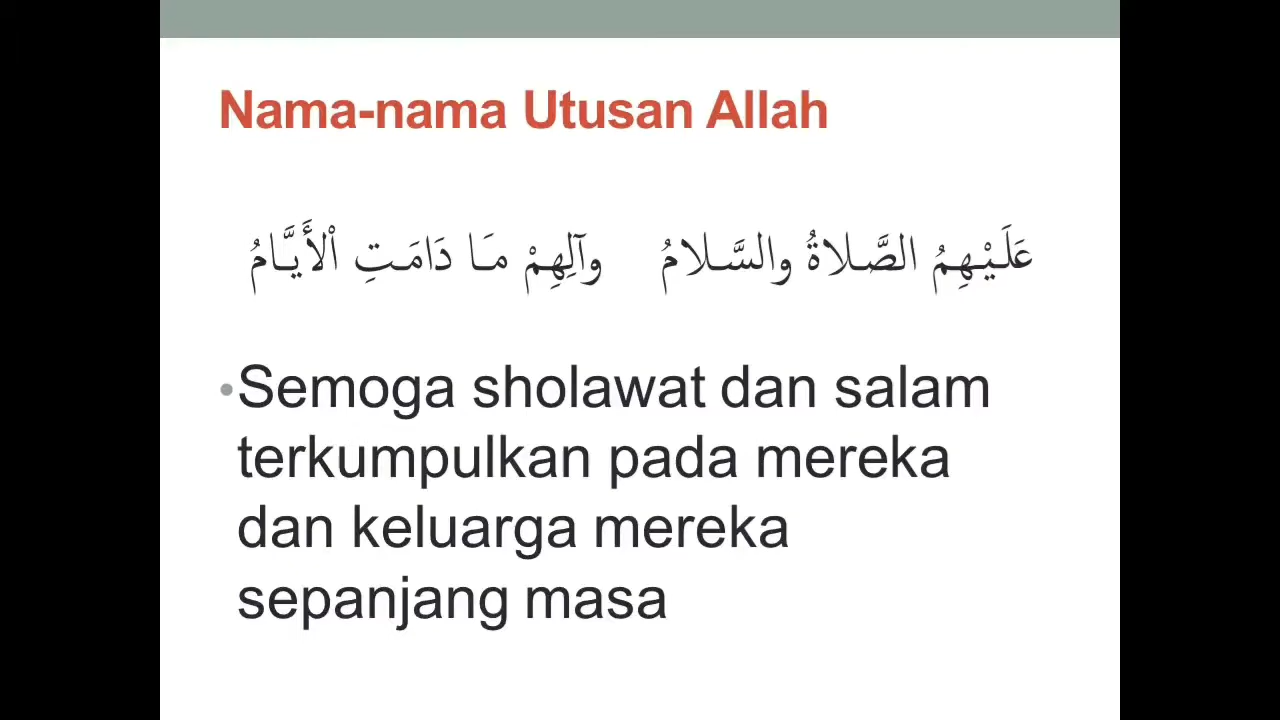 Nama-nama Utusan Allah
عَلَيْهِمُ الصَّلاةُ والسَّلامُ وآلِهِمْ مَا دَامَتِ اْلأَيَّامُ
•Semoga sholawat dan salam
terkumpulkan pada mereka
dan keluarga mereka
sepanjang masa